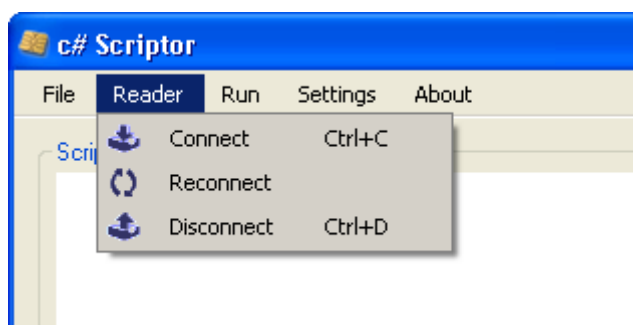 c# Scriptor
File Reader Run Settings About
Connect Ctrl+C
Reconnect
Disconnect Ctrl+D